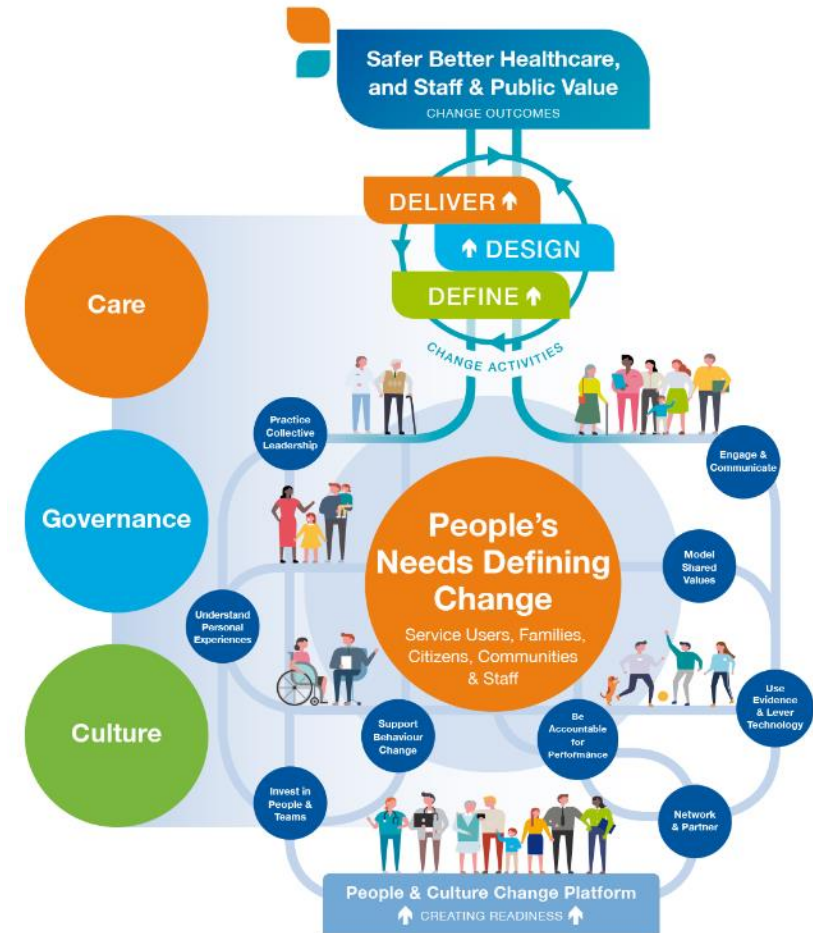 Safer Better Healthcare,
and Staff & Public Value
CHANGE OUTCOMES
DELIVER
DESIGN
DEFINE
CHANGE ACTIVITIES
Care
Governance
Culture
Practice
Collective
Leadership
Engage &
Communicate
People's
Needs Defining
Change
Service Users, Families,
Citizens, Communities
& Staff
Model
Shared
Values
Understand
Personal
Experiences
Use
Evidence
& Lever
Technology
Support
Behaviour
Change
Be
Accountable
for
Performance
Invest in
People &
Teams
Network
& Partner
People & Culture Change Platform
CREATING READINESS